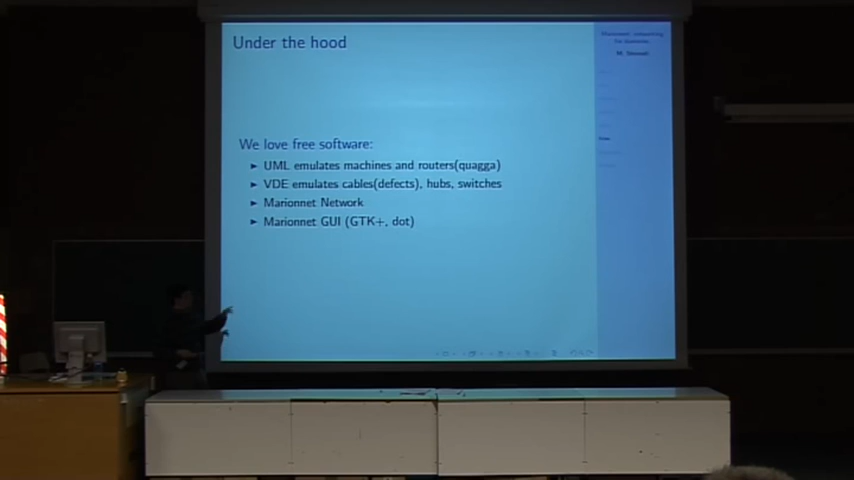 Under the hood
We love free software:
► UML emulates machines and routers(quagga)
► VDE emulates cables(defects), hubs, switches
► Marionnet Network
► Marionnet GUI (GTK+, dot)